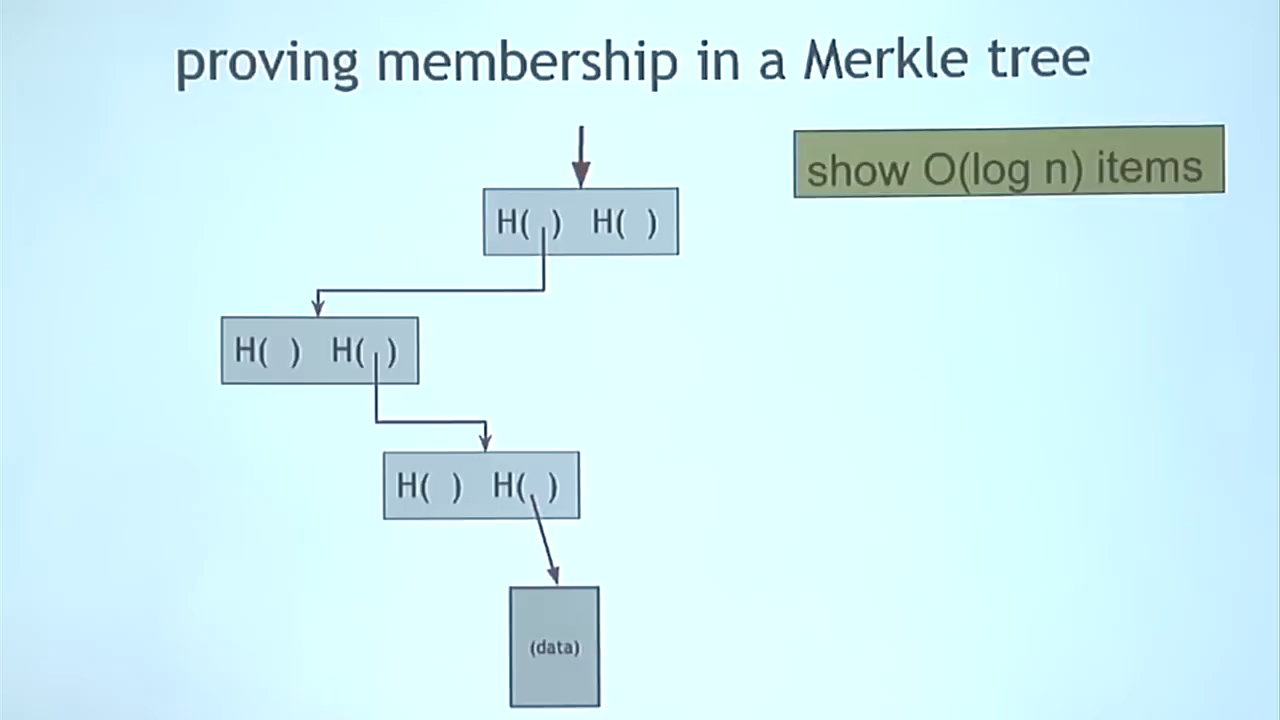 proving membership in a Merkle tree
show O(log n) items
H( ) H( )
H( ) H( )
H( ) H( )
(data)